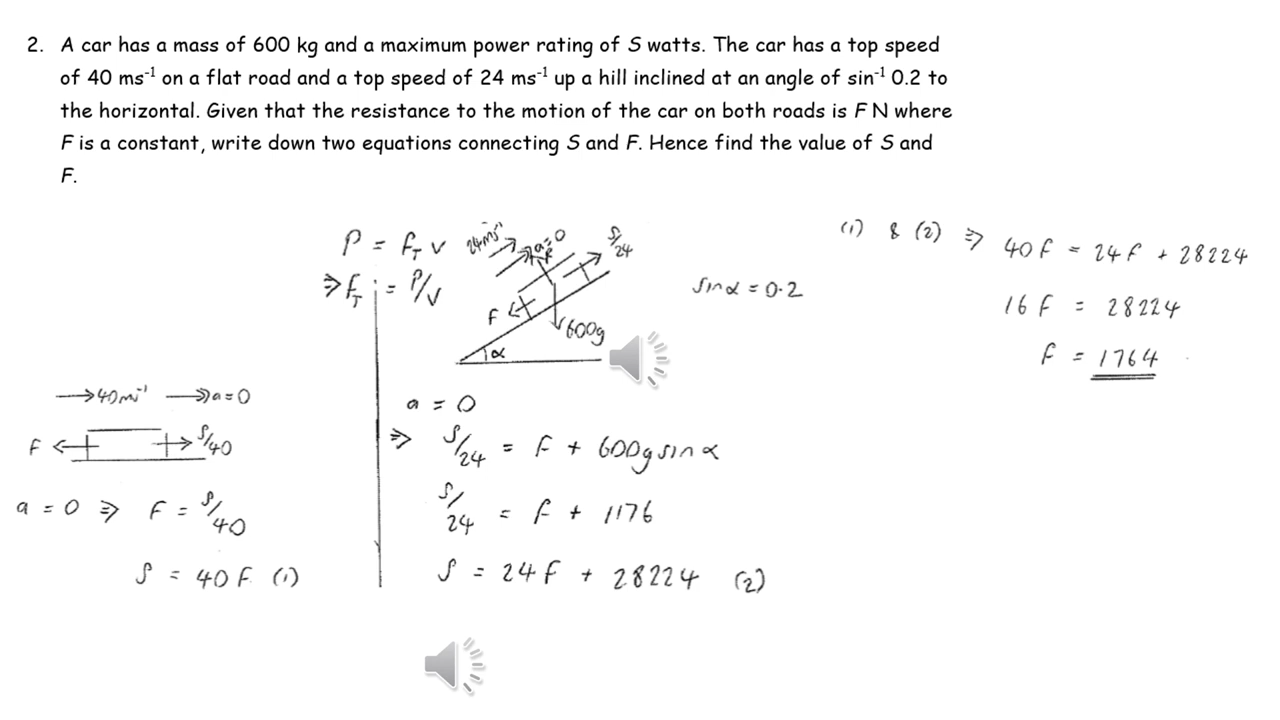 2. A car has a mass of 600 kg and a maximum power rating of S watts. The car has a top speed
of 40 ms⁻¹ on a flat road and a top speed of 24 ms⁻¹ up a hill inclined at an angle of sin⁻¹ 0.2 to
the horizontal. Given that the resistance to the motion of the car on both roads is F N where
F is a constant, write down two equations connecting S and F. Hence find the value of S and
F.
P = F_T v
⇒ F_T = P/v
24ms⁻¹
a=0
R
S/24
F
600g
α
sinα = 0.2
→40ms⁻¹ ↠a=0
F
S/40
a = 0 ⇒ F = S/40
S = 40F (1)
a = 0
⇒ S/24 = F + 600g sinα
S/24 = F + 1176
S = 24F + 28224 (2)
(1) & (2) ⇒ 40F = 24F + 28224
16F = 28224
F = 1764